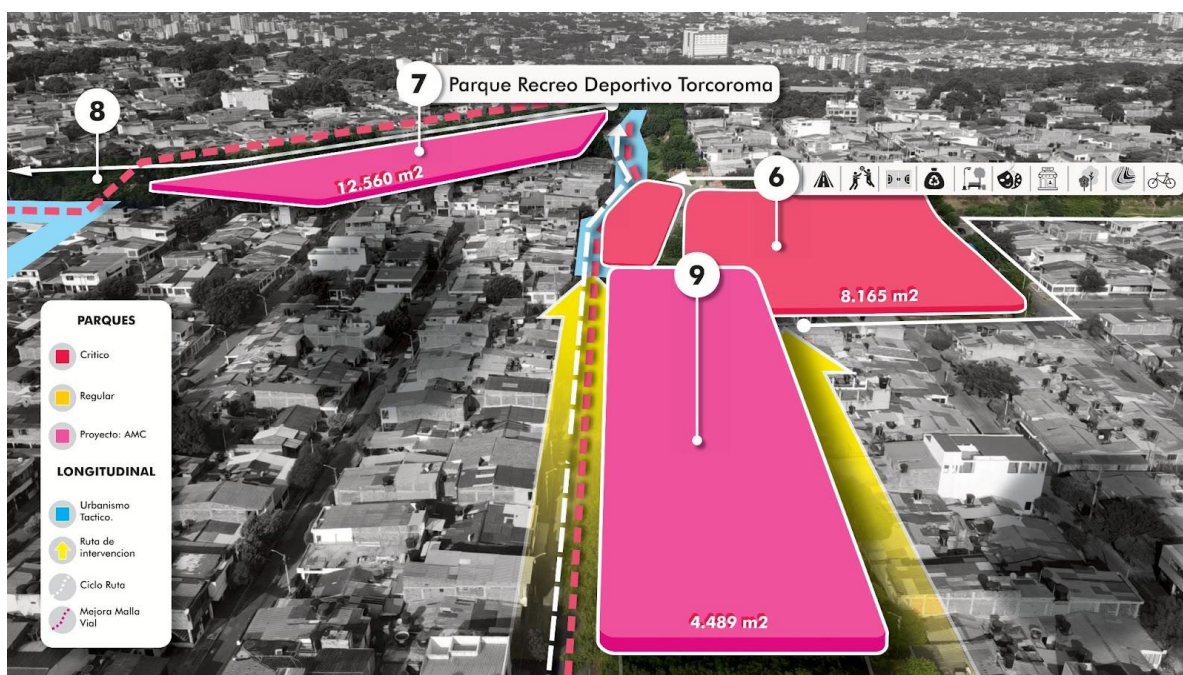 7
Parque Recreo Deportivo Torcoroma
8
12.560 m2
6
9
8.165 m2
PARQUES
Critico
Regular
Proyecto: AMC
LONGITUDINAL
Urbanismo
Tactico.
Ruta de
intervencion
Ciclo Ruta
Mejora Malla
Vial
4.489 m2